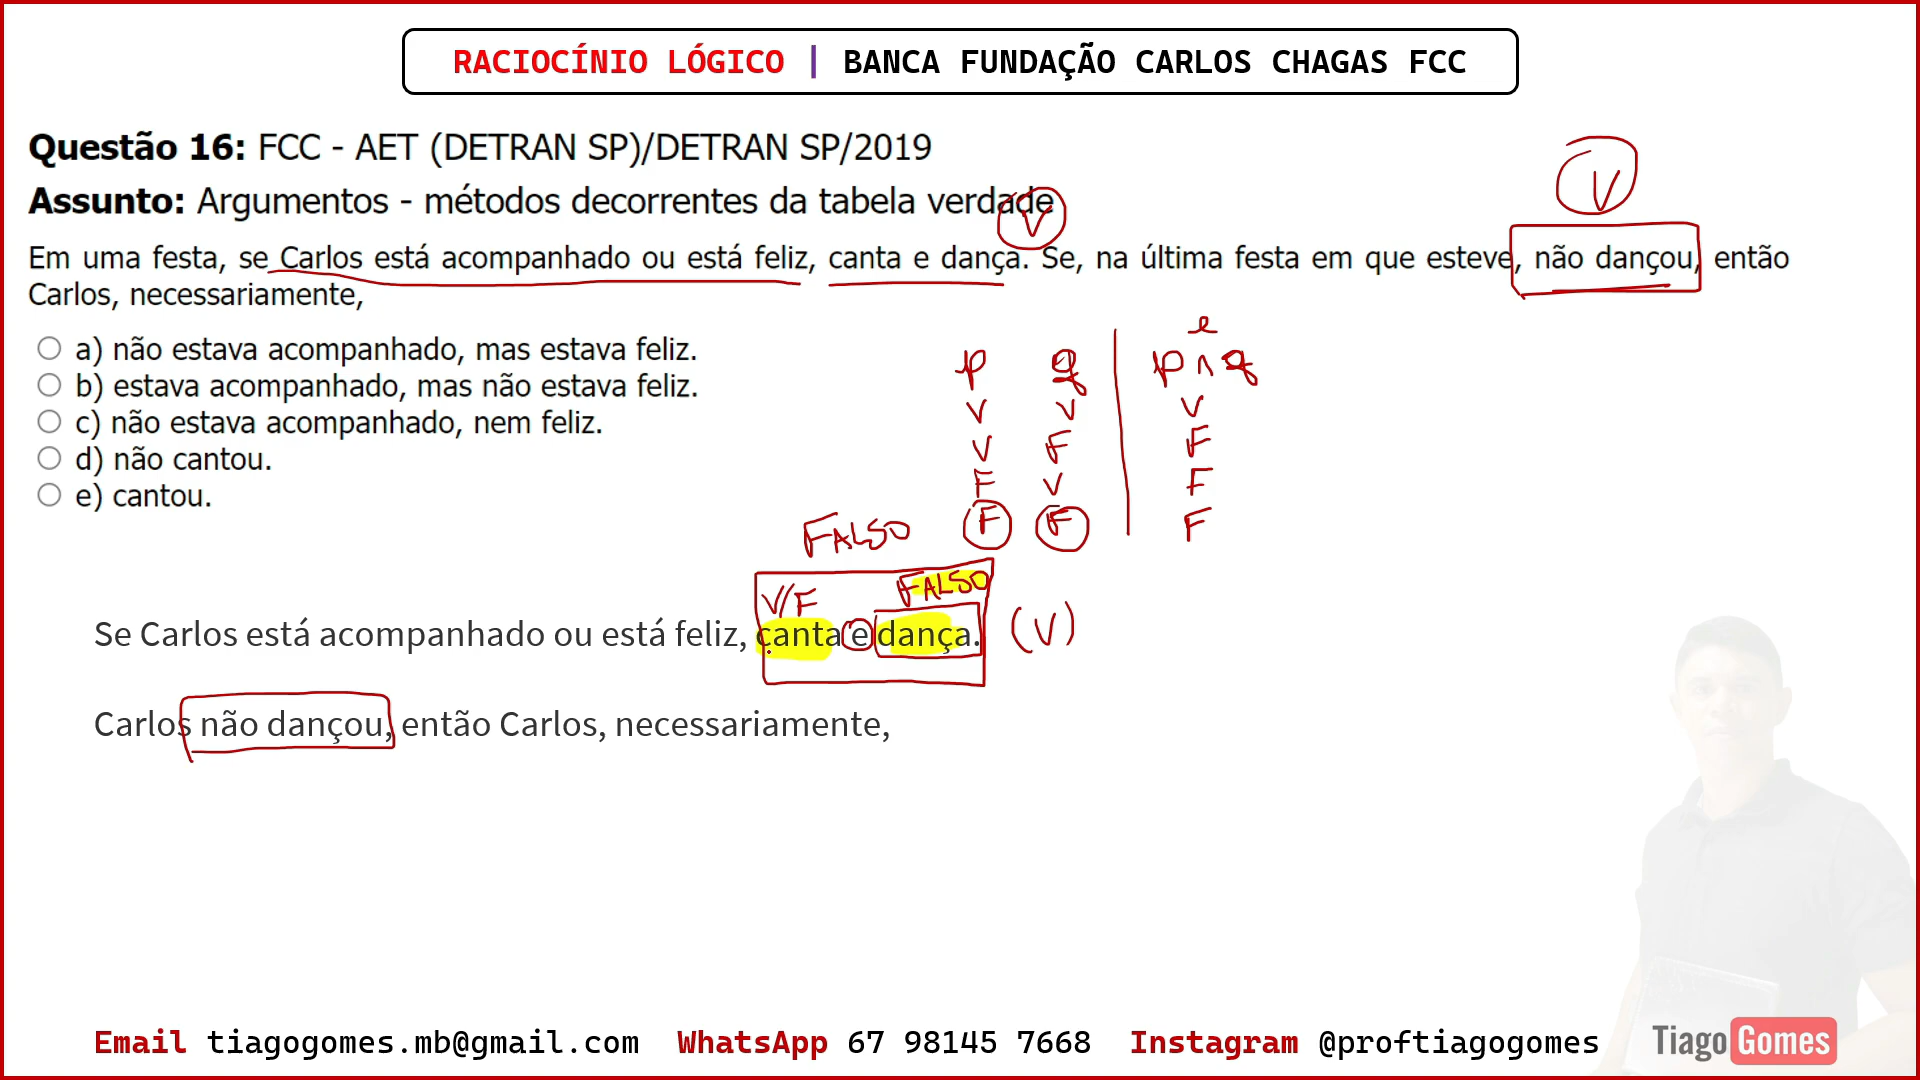 RACIOCÍNIO LÓGICO | BANCA FUNDAÇÃO CARLOS CHAGAS FCC
Questão 16: FCC - AET (DETRAN SP)/DETRAN SP/2019
Assunto: Argumentos - métodos decorrentes da tabela verdade
V
V
Em uma festa, se Carlos está acompanhado ou está feliz, canta e dança. Se, na última festa em que esteve, não dançou, então
Carlos, necessariamente,
a) não estava acompanhado, mas estava feliz.
b) estava acompanhado, mas não estava feliz.
c) não estava acompanhado, nem feliz.
d) não cantou.
e) cantou.
e
p q p ∧ q
V V V
V F F
F V F
F F F
FALSO
V/F FALSO
Se Carlos está acompanhado ou está feliz, canta e dança. (V)
Carlos não dançou, então Carlos, necessariamente,
Email tiagogomes.mb@gmail.com WhatsApp 67 98145 7668 Instagram @proftiagogomes Tiago Gomes